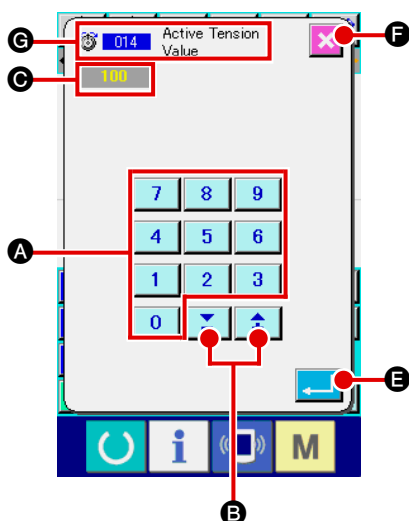 G
014 Active Tension
Value
F
C
100
7 8 9
A
4 5 6
1 2 3
0
E
i M
B